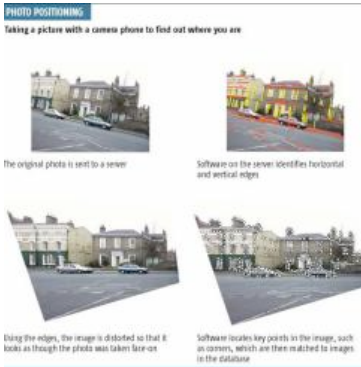 PHOTO POSITIONING
Taking a picture with a camera phone to find out where you are
The original photo is sent to a server
Software on the server identifies horizontal
and vertical edges
Using the edges, the image is distorted so that it
looks as though the photo was taken face-on
Software locates key points in the image, such
as corners, which are then matched to images
in the database